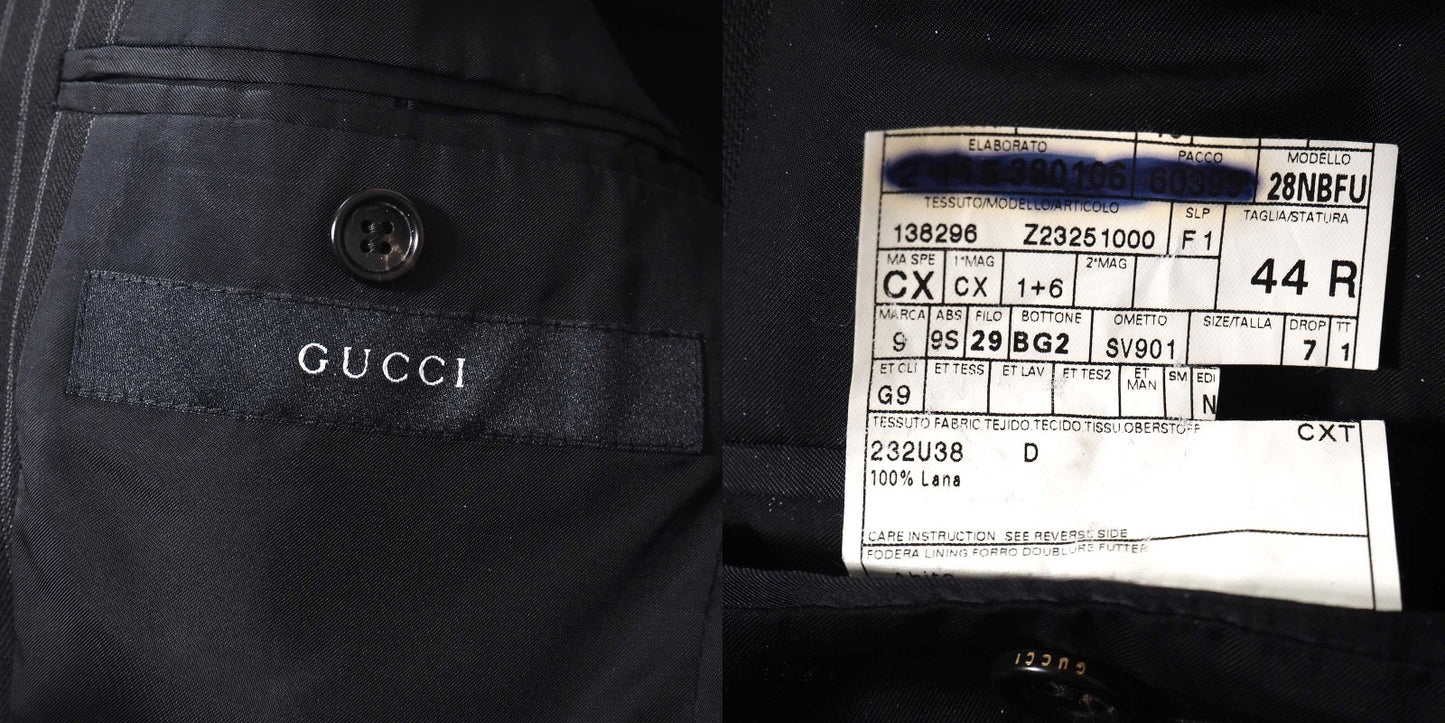 GUCCI
ELABORATO PACCO MODELLO
380106 28NBFU
TESSUTO/MODELLO/ARTICOLO SLP TAGLIA/STATURA
138296 Z23251000 F1 44 R
MA SPE 1°MAG 2°MAG
CX CX 1+6
MARCA ABS FILO BOTTONE OMETTO SIZE/TALLA DROP TT
9 9S 29 BG2 SV901 7 1
ET CLI ET TESS ET LAV ET TES2 ET MAN SM EDI
G9 N
TESSUTO FABRIC TEJIDO TECIDO TISSU OBERSTOFF CXT
232U38 D
100% Lana
CARE INSTRUCTION SEE REVERSE SIDE
FODERA LINING FORRO DOUBLURE FUTTER
GUCCI